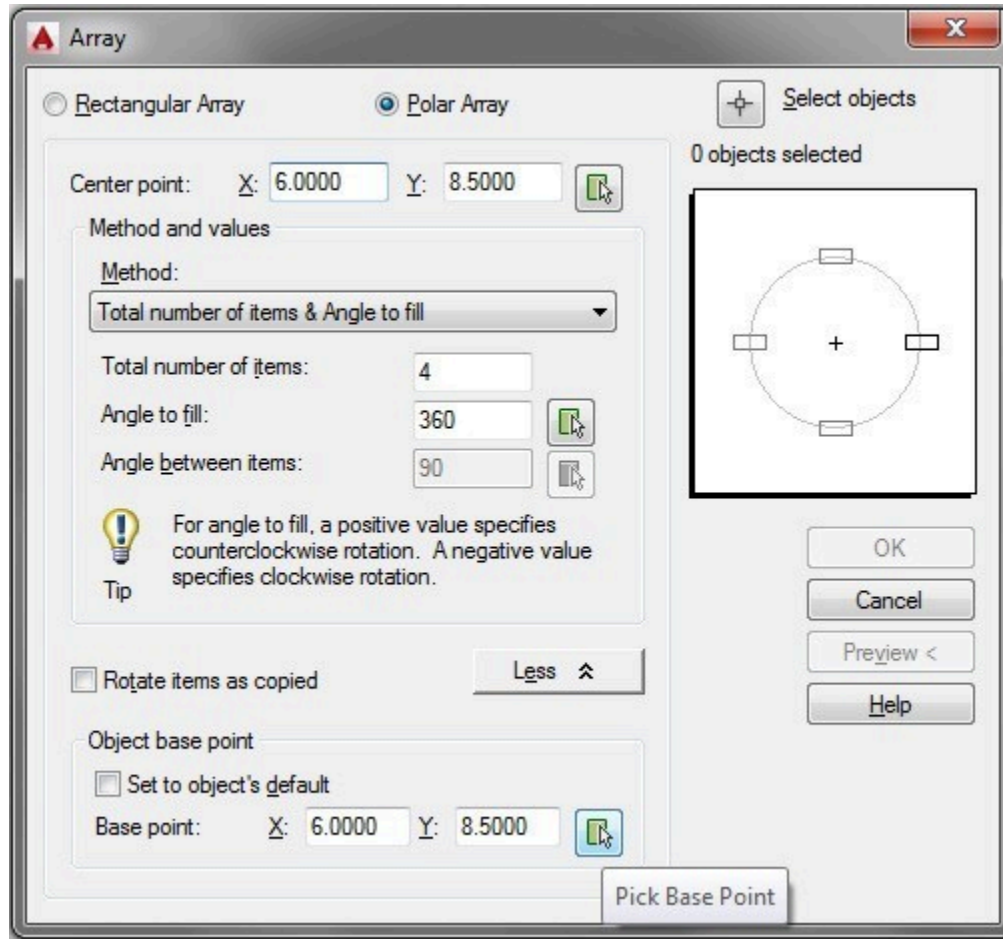 Array
Rectangular Array Polar Array Select objects
0 objects selected
Center point: X: 6.0000 Y: 8.5000
Method and values
Method:
Total number of items & Angle to fill
Total number of items: 4
Angle to fill: 360
Angle between items: 90
For angle to fill, a positive value specifies
counterclockwise rotation. A negative value
specifies clockwise rotation.
Tip
OK
Cancel
Preview <
Help
Rotate items as copied Less
Object base point
Set to object's default
Base point: X: 6.0000 Y: 8.5000
Pick Base Point